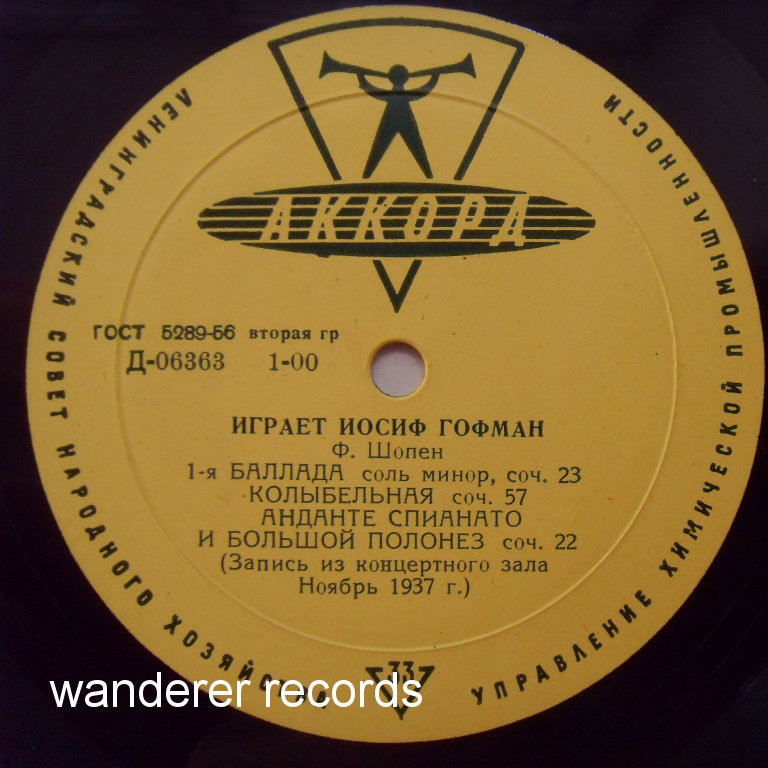 АККОРД
ЛЕНИНГРАДСКИЙ СОВЕТ НАРОДНОГО ХОЗЯЙСТВА
УПРАВЛЕНИЕ ХИМИЧЕСКОЙ ПРОМЫШЛЕННОСТИ
ГОСТ 5289-56 вторая гр
Д-06363 1-00
ИГРАЕТ ИОСИФ ГОФМАН
Ф. Шопен
1-я БАЛЛАДА соль минор, соч. 23
КОЛЫБЕЛЬНАЯ соч. 57
АНДАНТЕ СПИАНАТО
И БОЛЬШОЙ ПОЛОНЕЗ соч. 22
(Запись из концертного зала
Ноябрь 1937 г.)
33
wanderer records